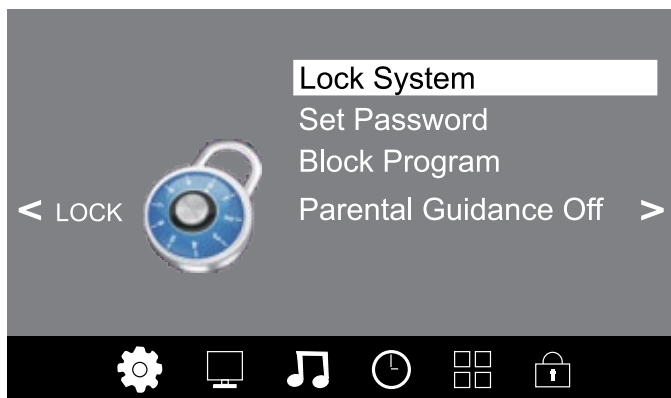 Lock System
Set Password
Block Program
< LOCK
Parental Guidance Off >